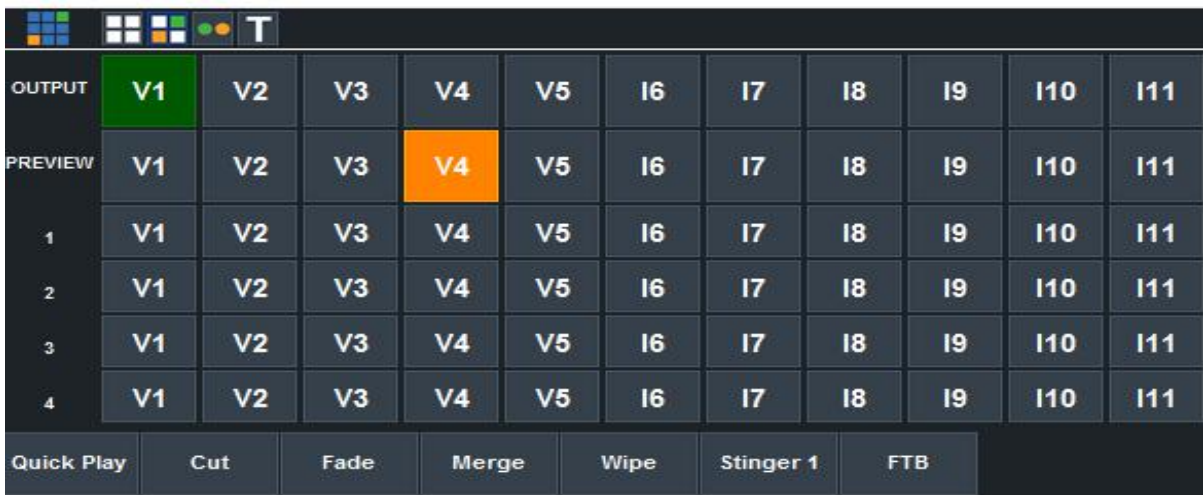 T
OUTPUT V1 V2 V3 V4 V5 I6 I7 I8 I9 I10 I11
PREVIEW V1 V2 V3 V4 V5 I6 I7 I8 I9 I10 I11
1 V1 V2 V3 V4 V5 I6 I7 I8 I9 I10 I11
2 V1 V2 V3 V4 V5 I6 I7 I8 I9 I10 I11
3 V1 V2 V3 V4 V5 I6 I7 I8 I9 I10 I11
4 V1 V2 V3 V4 V5 I6 I7 I8 I9 I10 I11
Quick Play Cut Fade Merge Wipe Stinger 1 FTB